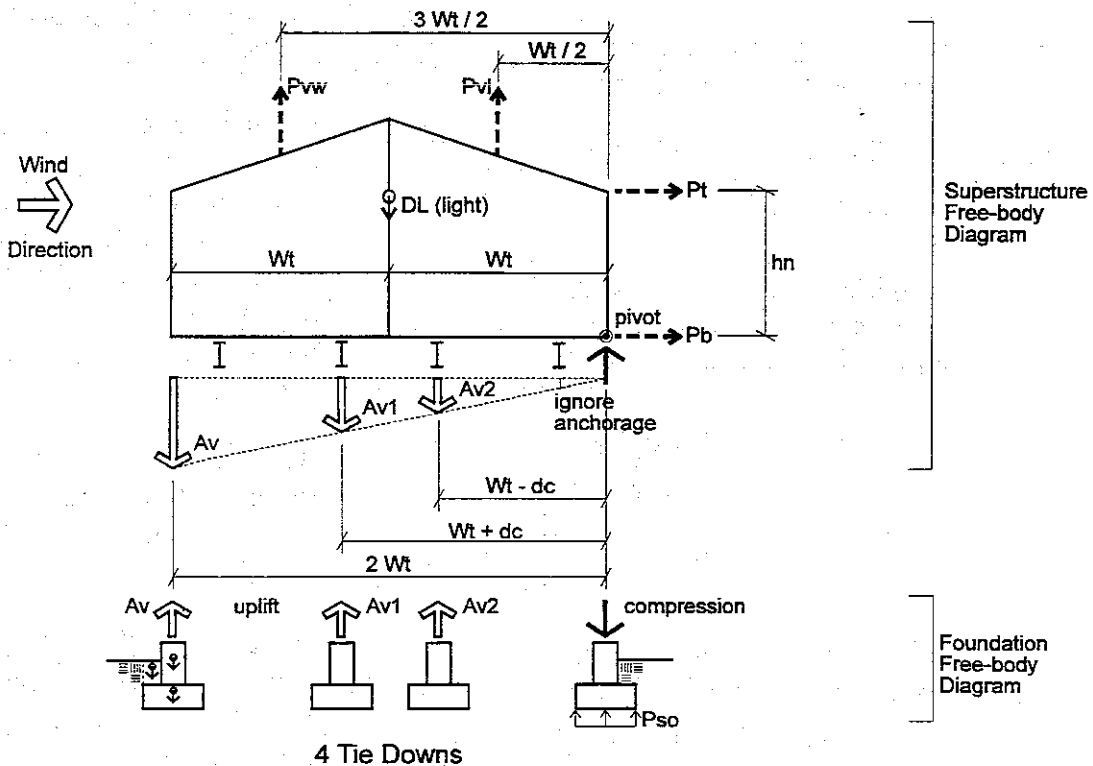 3 Wt / 2
Wt / 2
Pvw
Pvl
Wind
Direction
DL (light)
Pt
Superstructure
Free-body
Diagram
Wt
Wt
hn
pivot
Pb
Av
Av1
Av2
ignore
anchorage
Wt - dc
Wt + dc
2 Wt
Av
uplift
Av1
Av2
compression
Foundation
Free-body
Diagram
Pso
4 Tie Downs